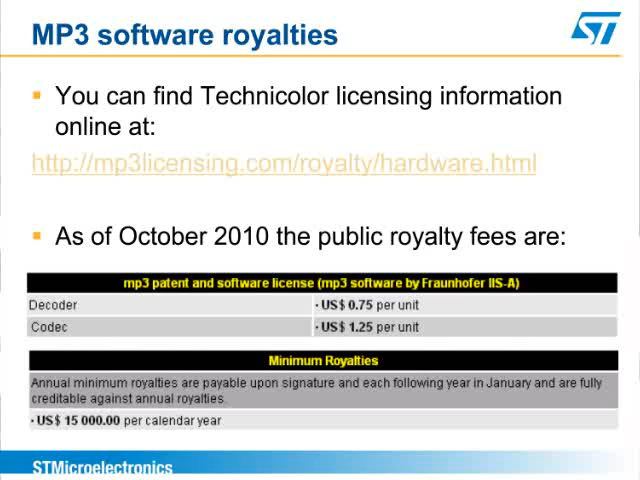 MP3 software royalties
ST
You can find Technicolor licensing information
online at:
http://mp3licensing.com/royalty/hardware.html
As of October 2010 the public royalty fees are:
mp3 patent and software license (mp3 software by Fraunhofer IIS-A)
Decoder · US$ 0.75 per unit
Codec · US$ 1.25 per unit
Minimum Royalties
Annual minimum royalties are payable upon signature and each following year in January and are fully
creditable against annual royalties.
· US$ 15 000.00 per calendar year
STMicroelectronics